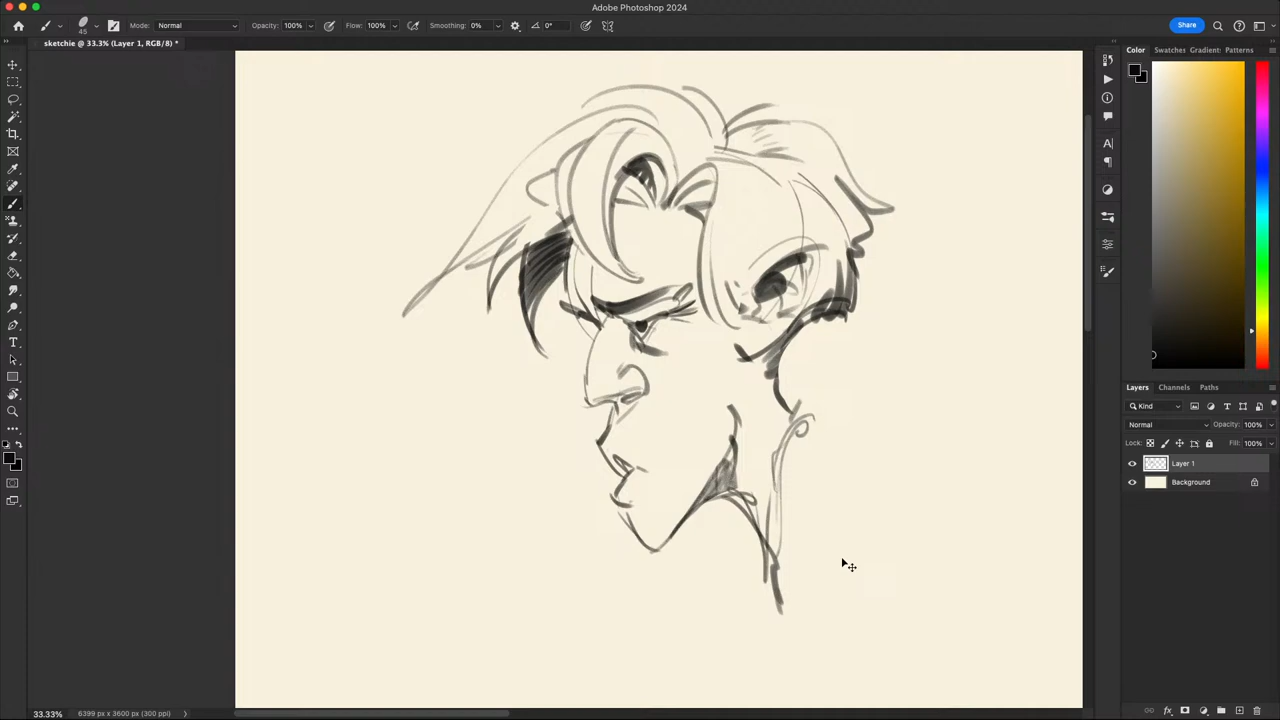 Adobe Photoshop 2024
45 Mode: Normal Opacity: 100% Flow: 100% Smoothing: 0% 0° Share
sketchie @ 33.3% (Layer 1, RGB/8) *
Color Swatches Gradient: Patterns
Layers Channels Paths
Kind
Normal Opacity: 100%
Lock: Fill: 100%
Layer 1
Background
33.33% 6399 px x 3600 px (300 ppi)